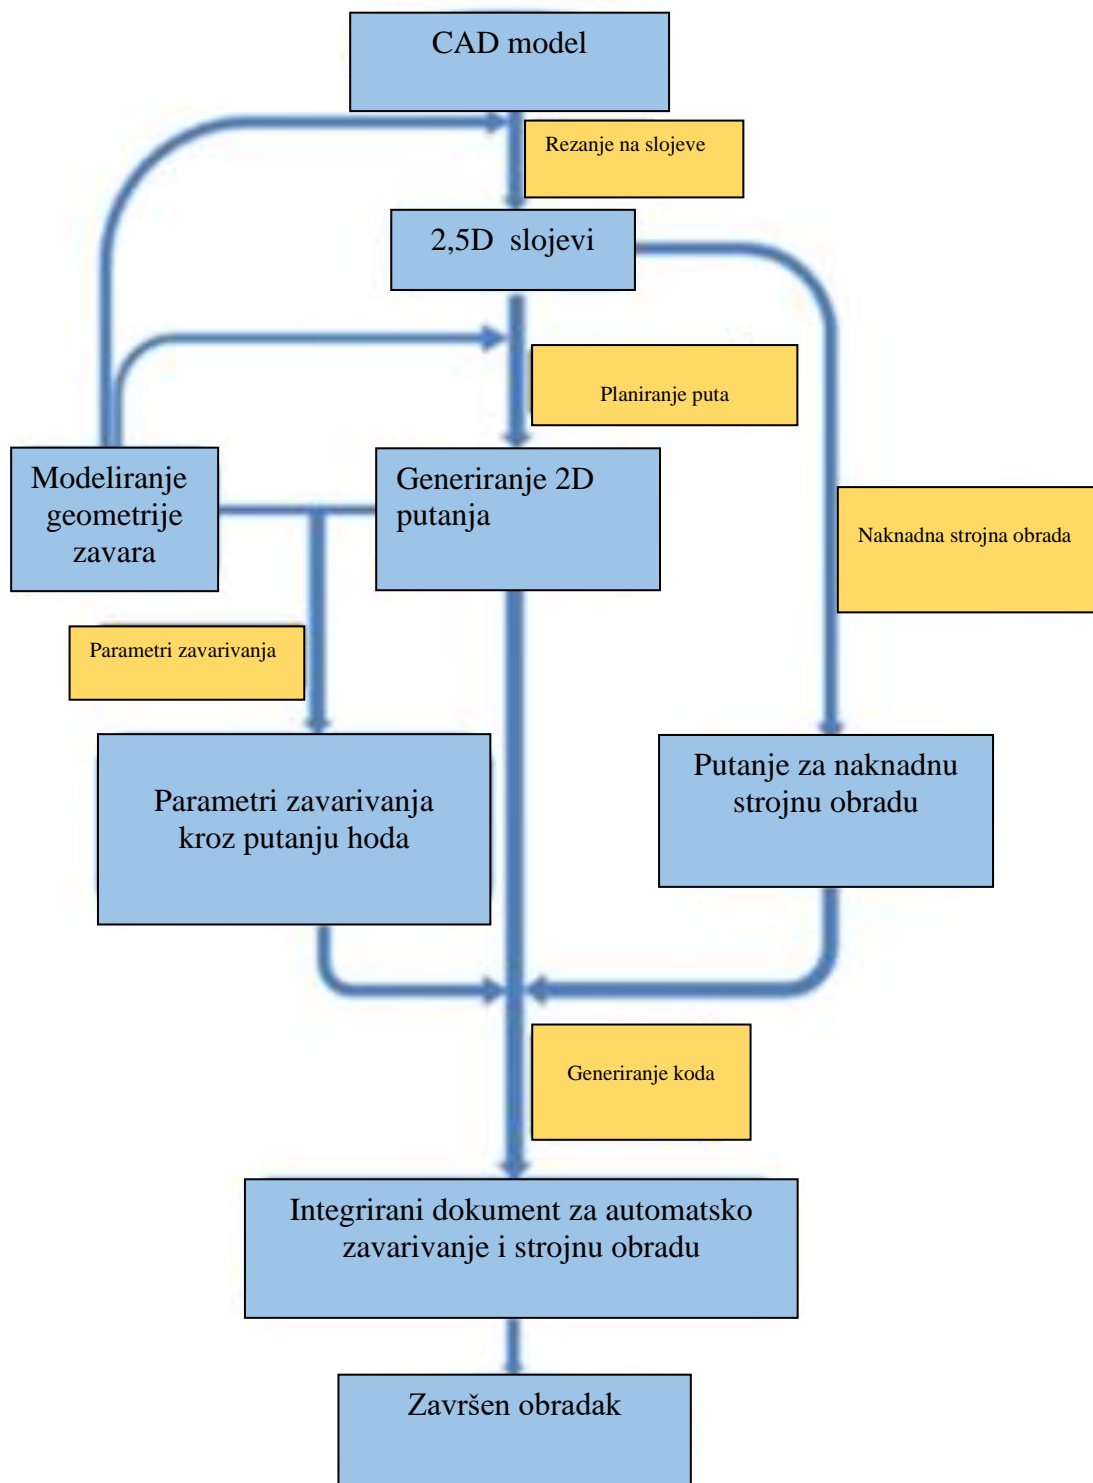 CAD model
Rezanje na slojeve
2,5D slojevi
Planiranje puta
Modeliranje
geometrije
zavara
Generiranje 2D
putanja
Naknadna strojna obrada
Parametri zavarivanja
Parametri zavarivanja
kroz putanju hoda
Putanje za naknadnu
strojnu obradu
Generiranje koda
Integrirani dokument za automatsko
zavarivanje i strojnu obradu
Završen obradak